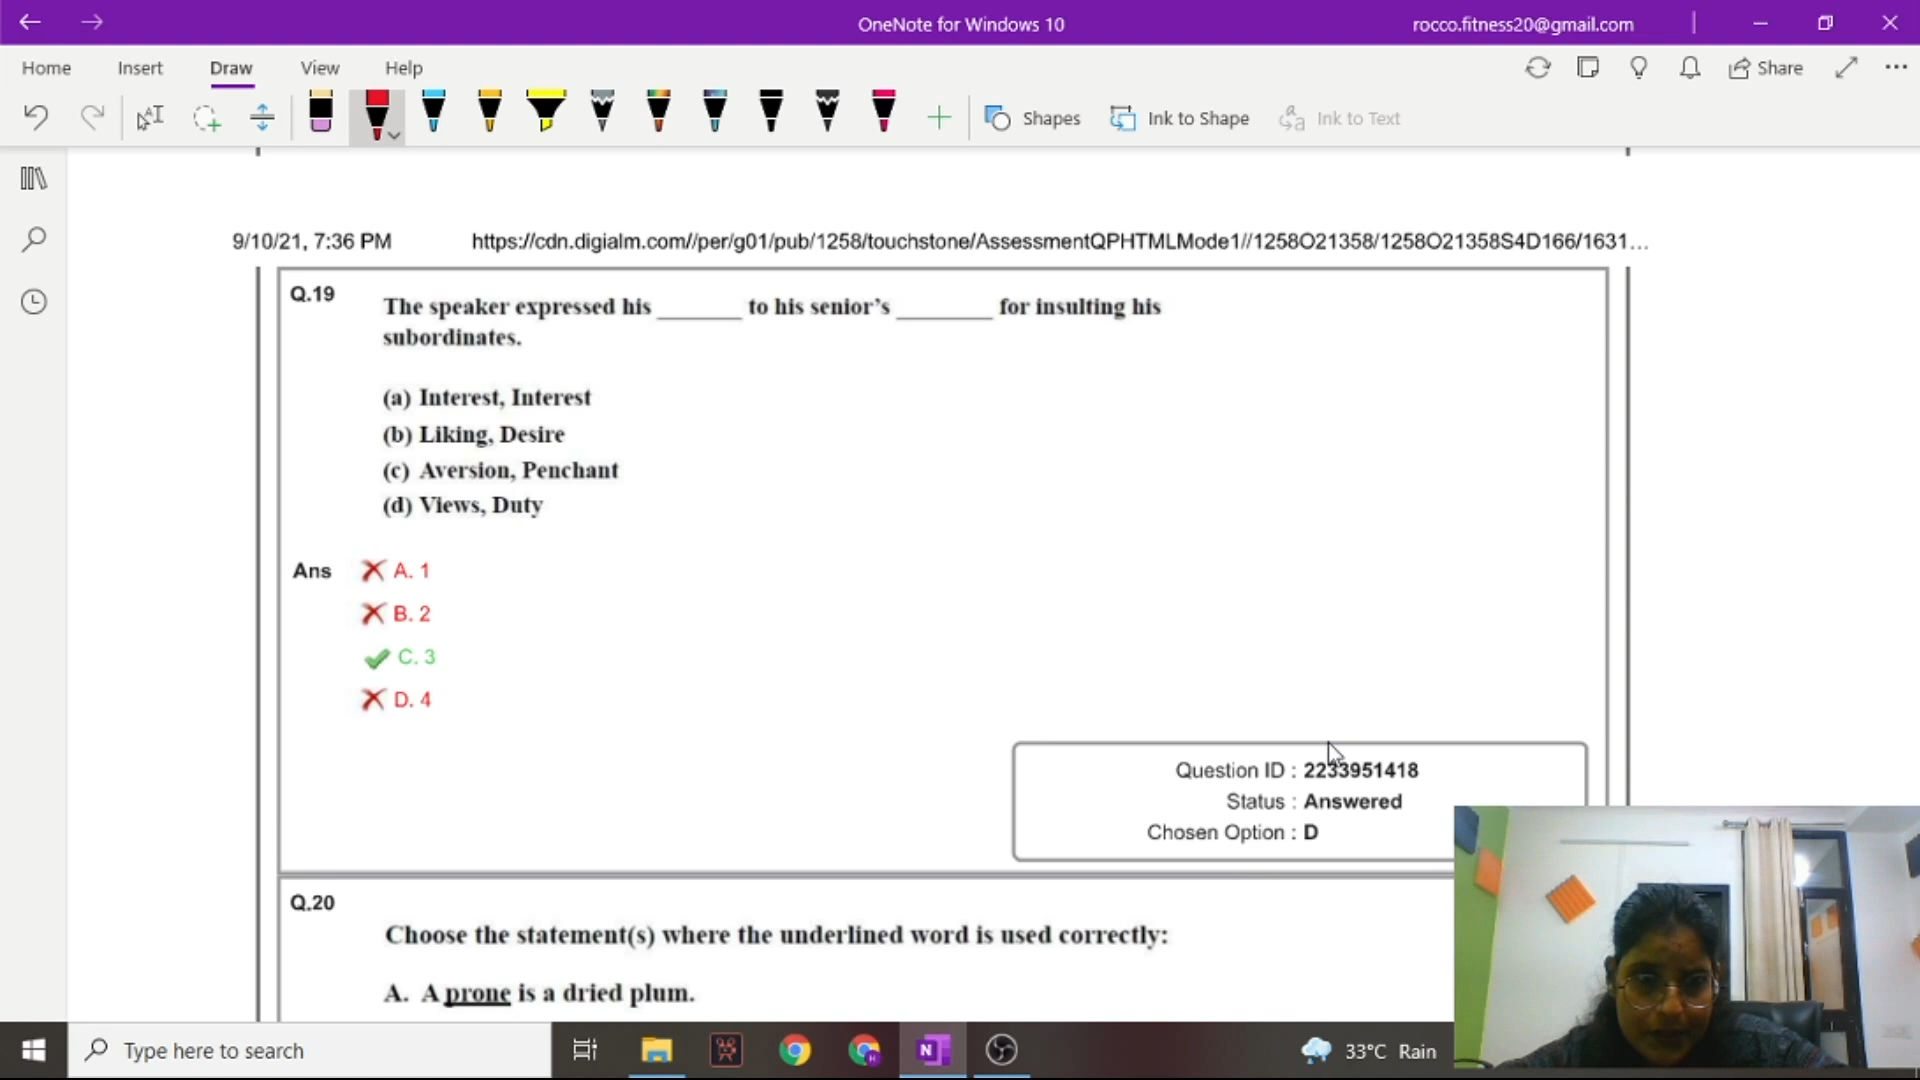 OneNote for Windows 10
rocco.fitness20@gmail.com
Home Insert Draw View Help
Share
Shapes
Ink to Shape
Ink to Text
9/10/21, 7:36 PM
https://cdn.digialm.com//per/g01/pub/1258/touchstone/AssessmentQPHTMLMode1//1258O21358/1258O21358S4D166/1631…
Q.19
The speaker expressed his _______ to his senior’s ________ for insulting his
subordinates.
(a) Interest, Interest
(b) Liking, Desire
(c) Aversion, Penchant
(d) Views, Duty
Ans
A. 1
B. 2
C. 3
D. 4
Question ID : 2233951418
Status : Answered
Chosen Option : D
Q.20
Choose the statement(s) where the underlined word is used correctly:
A. A prone is a dried plum.
Type here to search
33°C Rain